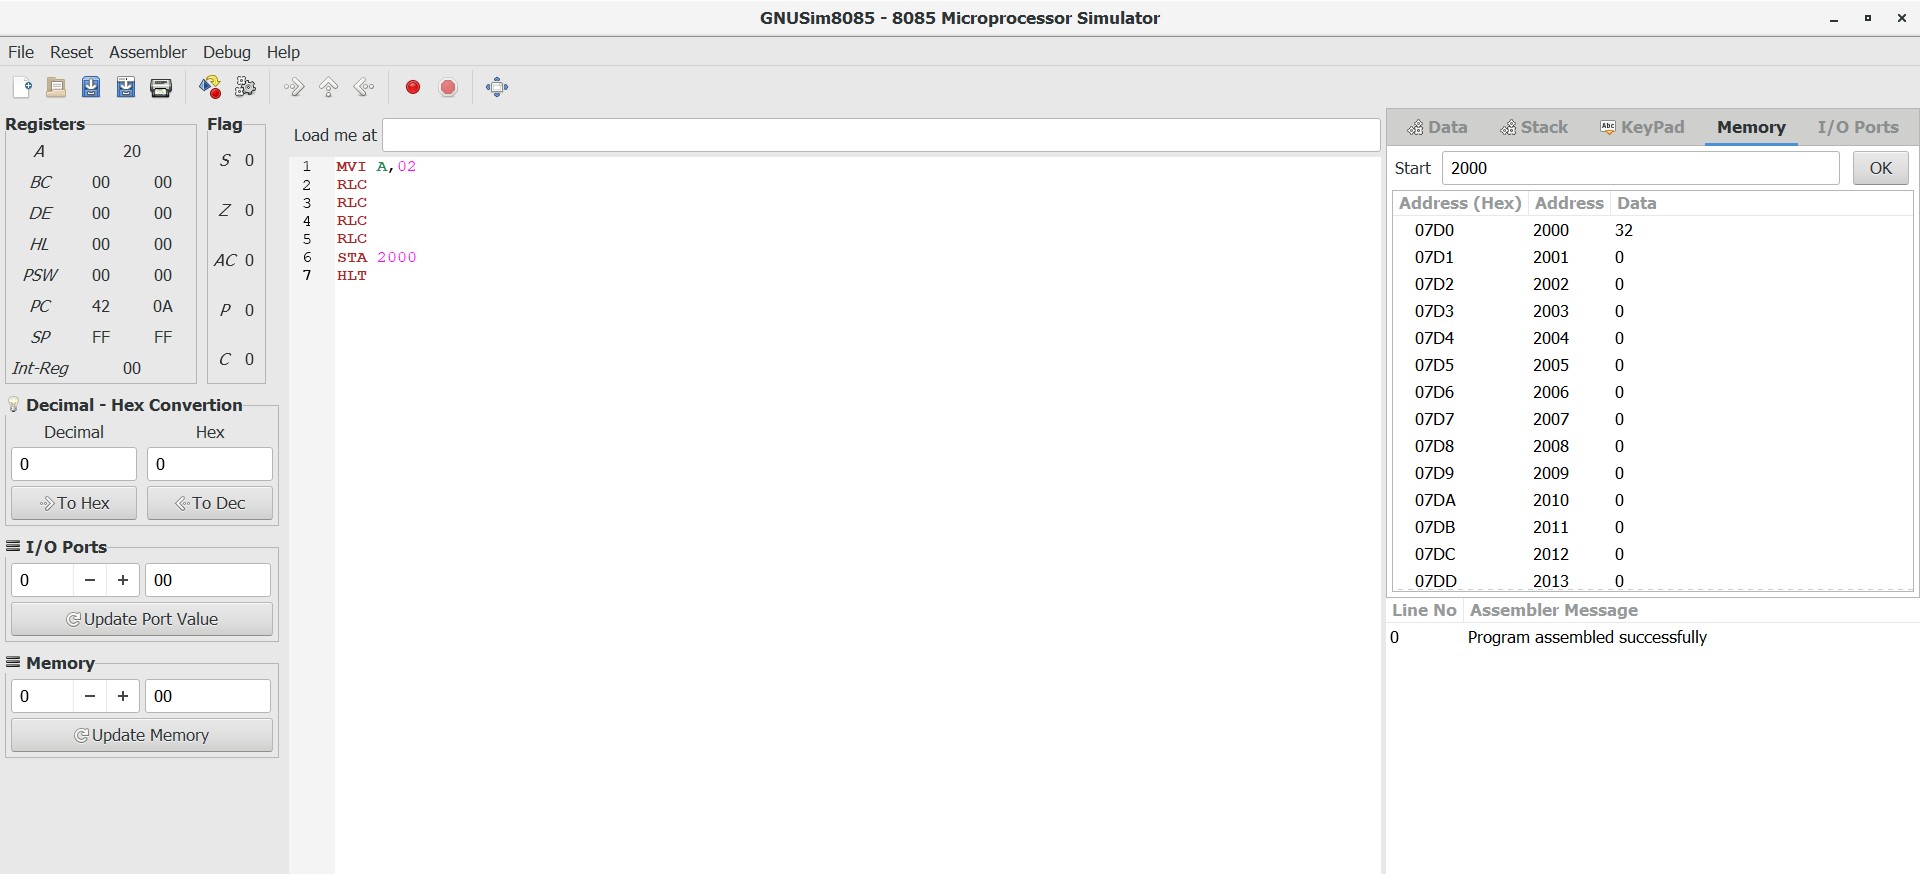 GNUSim8085 - 8085 Microprocessor Simulator
File Reset Assembler Debug Help
Registers
A 20
BC 00 00
DE 00 00
HL 00 00
PSW 00 00
PC 42 0A
SP FF FF
Int-Reg 00
Flag
S 0
Z 0
AC 0
P 0
C 0
Decimal - Hex Convertion
Decimal Hex
0 0
To Hex To Dec
I/O Ports
0 − + 00
Update Port Value
Memory
0 − + 00
Update Memory
Load me at
1 MVI A,02
2 RLC
3 RLC
4 RLC
5 RLC
6 STA 2000
7 HLT
Data Stack Abc KeyPad Memory I/O Ports
Start 2000 OK
Address (Hex) Address Data
07D0 2000 32
07D1 2001 0
07D2 2002 0
07D3 2003 0
07D4 2004 0
07D5 2005 0
07D6 2006 0
07D7 2007 0
07D8 2008 0
07D9 2009 0
07DA 2010 0
07DB 2011 0
07DC 2012 0
07DD 2013 0
Line No Assembler Message
0 Program assembled successfully